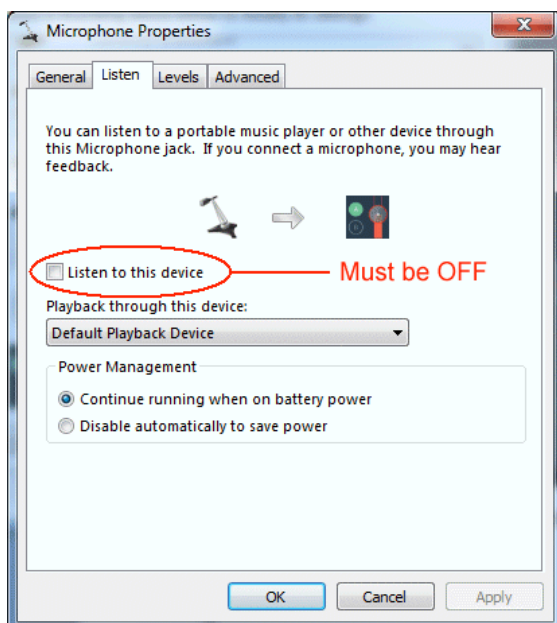 Microphone Properties
General Listen Levels Advanced
You can listen to a portable music player or other device through
this Microphone jack. If you connect a microphone, you may hear
feedback.
Listen to this device
Must be OFF
Playback through this device:
Default Playback Device
Power Management
Continue running when on battery power
Disable automatically to save power
OK Cancel Apply